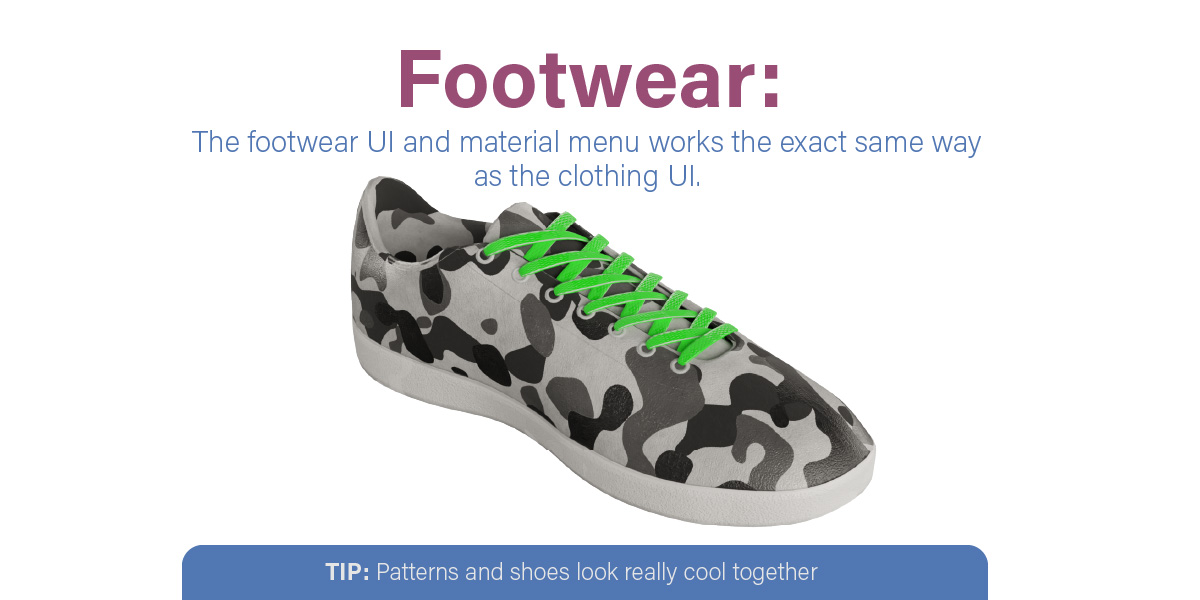 Footwear:
The footwear UI and material menu works the exact same way
as the clothing UI.
TIP: Patterns and shoes look really cool together